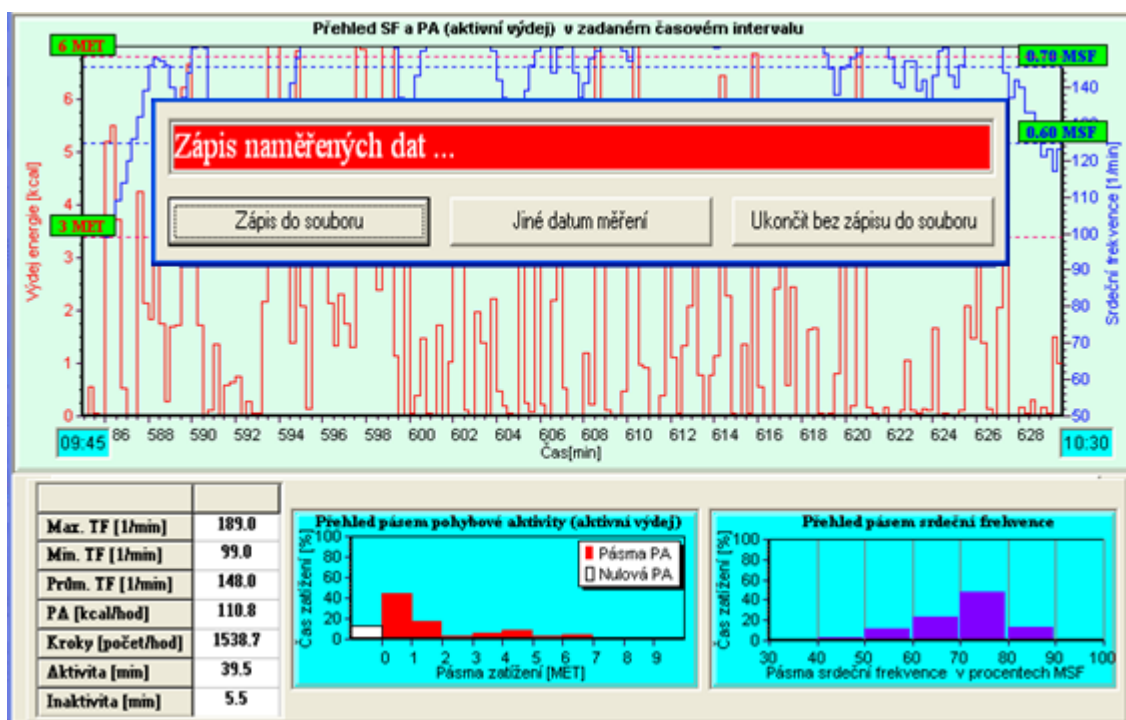 Přehled SF a PA (aktivní výdej) v zadaném časovém intervalu
6 MET
0.70 MSF
0.60 MSF
3 MET
Zápis naměřených dat ...
Zápis do souboru
Jiné datum měření
Ukončit bez zápisu do souboru
Výdej energie [kcal]
6
5
4
3
2
1
0
Srdeční frekvence [1/min]
140
120
100
90
80
70
60
50
09:45
86 588 590 592 594 596 598 600 602 604 606 608 610 612 614 616 618 620 622 624 626 628
10:30
Čas[min]
Max. TF [1/min] 189.0
Min. TF [1/min] 99.0
Prům. TF [1/min] 148.0
PA [kcal/hod] 110.8
Kroky [počet/hod] 1538.7
Aktivita [min] 39.5
Inaktivita [min] 5.5
Přehled pásem pohybové aktivity (aktivní výdej)
Čas zatížení [%]
100
80
60
40
20
0
Pásma PA
Nulová PA
0 1 2 3 4 5 6 7 8 9
Pásma zatížení [MET]
Přehled pásem srdeční frekvence
Čas zatížení [%]
100
80
60
40
20
0
30 40 50 60 70 80 90 100
Pásma srdeční frekvence v procentech MSF